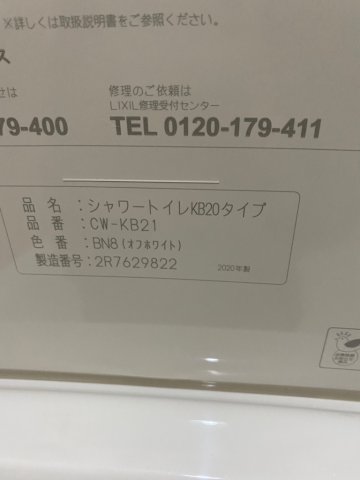 ※詳しくは取扱説明書をご参照ください。
ス
せは
修理のご依頼は
LIXIL修理受付センター
79-400
TEL 0120-179-411
品 名：シャワートイレKB20タイプ
品 番：CW-KB21
色 番：BN8(オフホワイト)
製造番号：2R7629822
2020年製